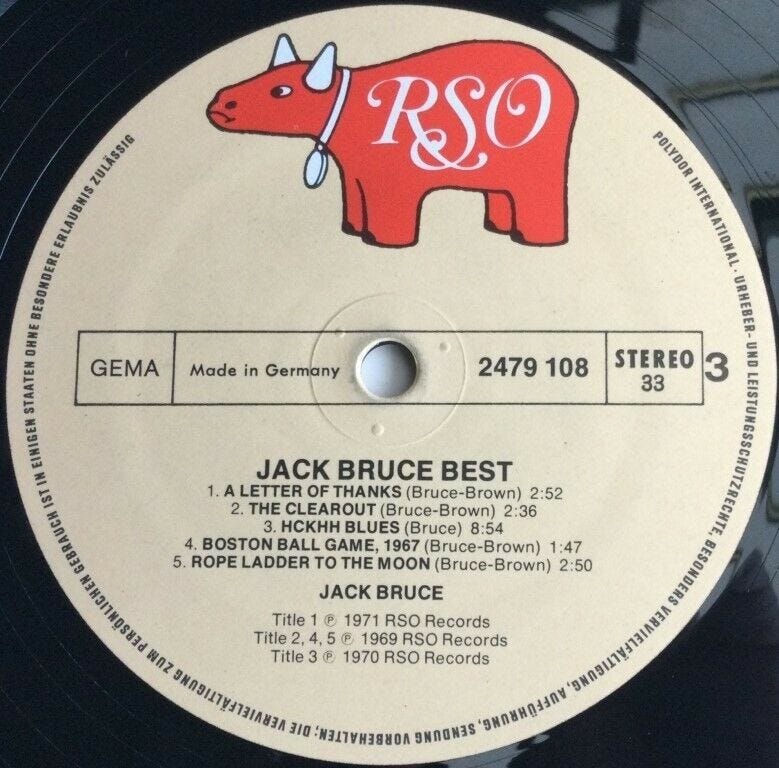 RSO
GEMA
Made in Germany
2479 108
STEREO
33
3
JACK BRUCE BEST
1. A LETTER OF THANKS (Bruce-Brown) 2:52
2. THE CLEAROUT (Bruce-Brown) 2:36
3. HCKHH BLUES (Bruce) 8:54
4. BOSTON BALL GAME, 1967 (Bruce-Brown) 1:47
5. ROPE LADDER TO THE MOON (Bruce-Brown) 2:50
JACK BRUCE
Title 1 ℗ 1971 RSO Records
Title 2, 4, 5 ℗ 1969 RSO Records
Title 3 ℗ 1970 RSO Records
POLYDOR INTERNATIONAL · URHEBER- UND LEISTUNGSSCHUTZRECHTE, BESONDERS VERVIELFÄLTIGUNG, AUFFÜHRUNG, SENDUNG VORBEHALTEN; DIE VERVIELFÄLTIGUNG ZUM PERSÖNLICHEN GEBRAUCH IST IN EINIGEN STAATEN OHNE BESONDERE ERLAUBNIS ZULÄSSIG